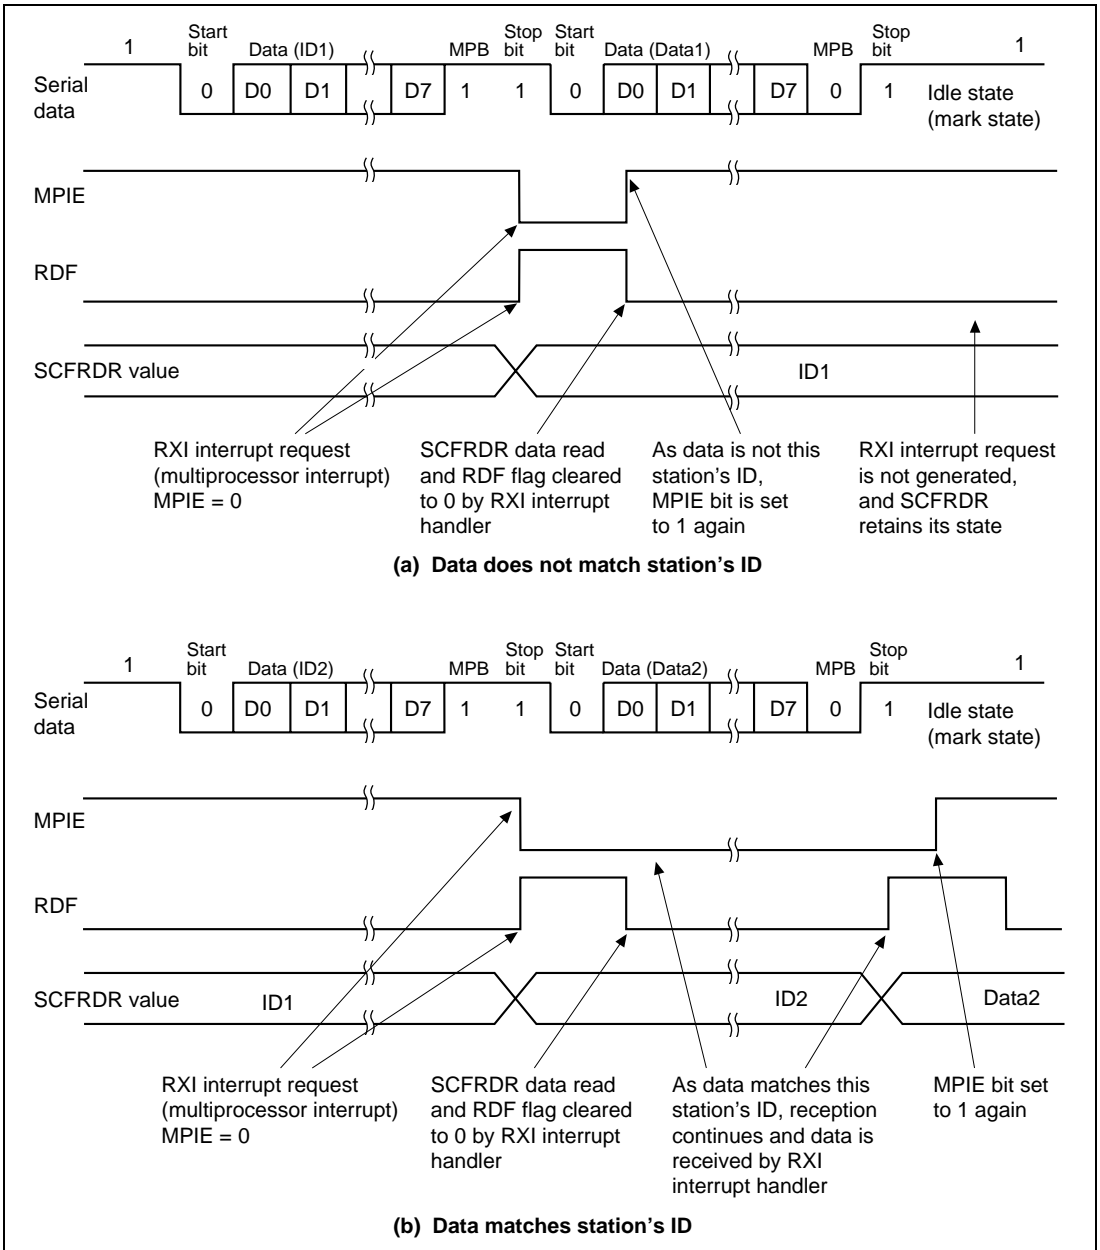 Start bit Stop bit Start bit Stop bit
1 Data (ID1) MPB Data (Data1) MPB 1
Serial data 0 D0 D1 D7 1 1 0 D0 D1 D7 0 1 Idle state (mark state)
MPIE
RDF
SCFRDR value ID1
RXI interrupt request
(multiprocessor interrupt)
MPIE = 0
SCFRDR data read
and RDF flag cleared
to 0 by RXI interrupt
handler
As data is not this
station's ID,
MPIE bit is set
to 1 again
RXI interrupt request
is not generated,
and SCFRDR
retains its state
(a) Data does not match station's ID
Start bit Stop bit Start bit Stop bit
1 Data (ID2) MPB Data (Data2) MPB 1
Serial data 0 D0 D1 D7 1 1 0 D0 D1 D7 0 1 Idle state (mark state)
MPIE
RDF
SCFRDR value ID1 ID2 Data2
RXI interrupt request
(multiprocessor interrupt)
MPIE = 0
SCFRDR data read
and RDF flag cleared
to 0 by RXI interrupt
handler
As data matches this
station's ID, reception
continues and data is
received by RXI
interrupt handler
MPIE bit set
to 1 again
(b) Data matches station's ID